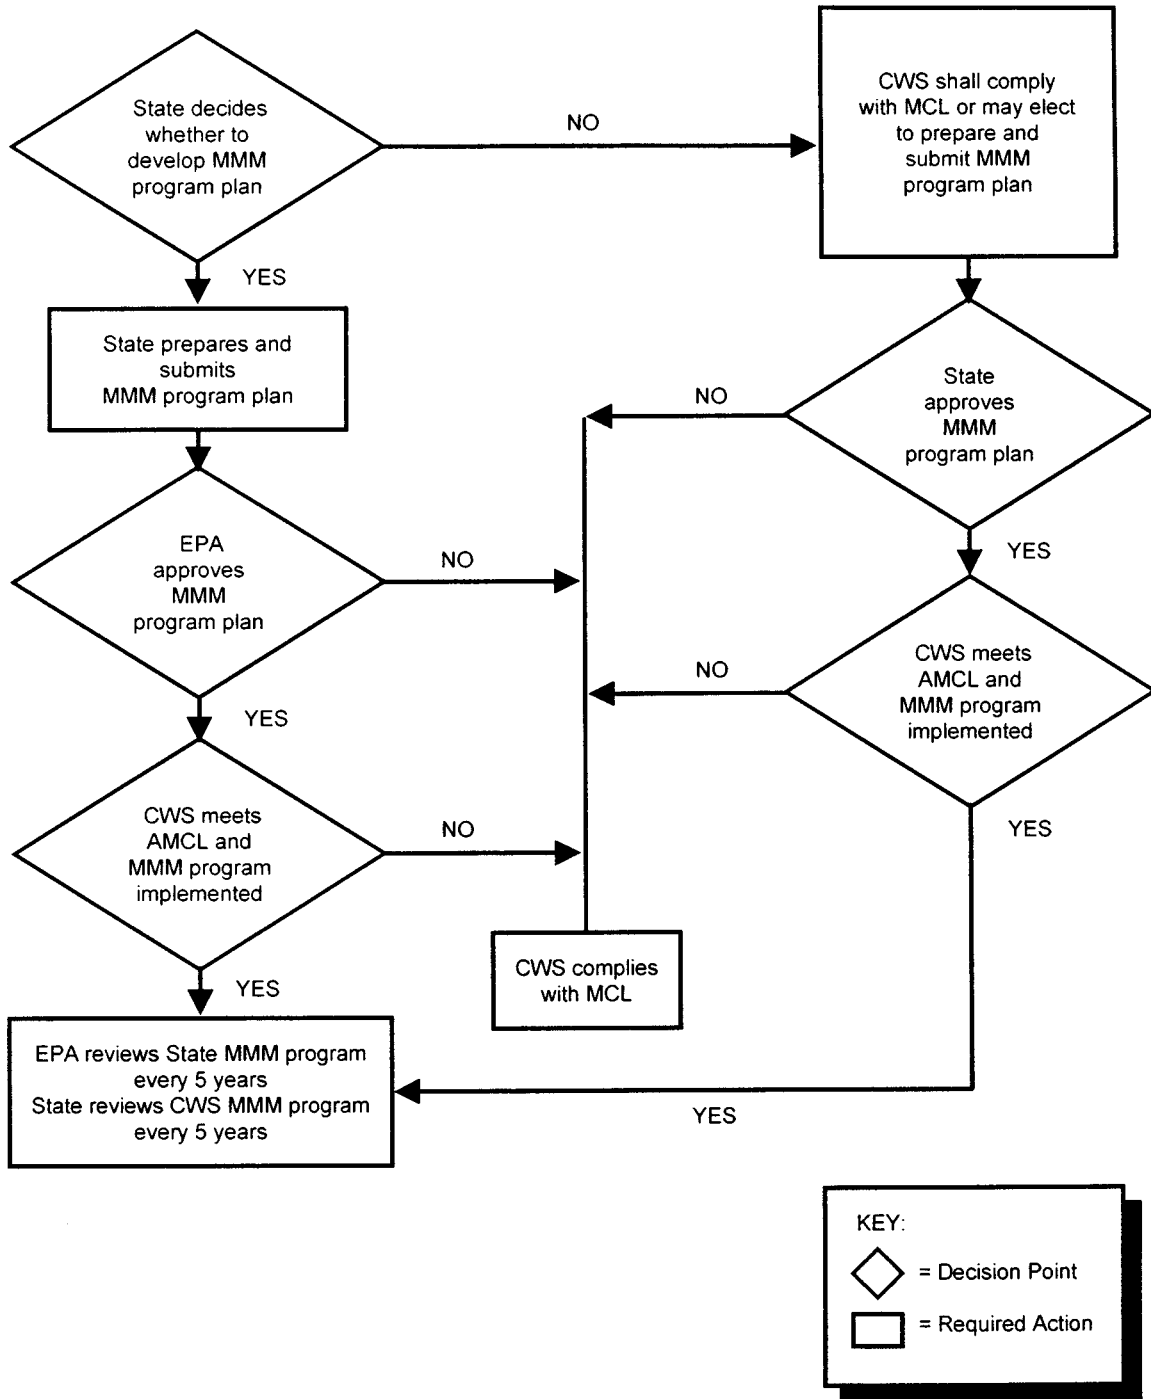 State decides
whether to
develop MMM
program plan
NO
CWS shall comply
with MCL or may elect
to prepare and
submit MMM
program plan
YES
State prepares and
submits
MMM program plan
NO
State
approves
MMM
program plan
EPA
approves
MMM
program plan
NO
YES
NO
CWS meets
AMCL and
MMM program
implemented
YES
CWS meets
AMCL and
MMM program
implemented
NO
YES
CWS complies
with MCL
YES
EPA reviews State MMM program
every 5 years
State reviews CWS MMM program
every 5 years
YES
KEY:
= Decision Point
= Required Action